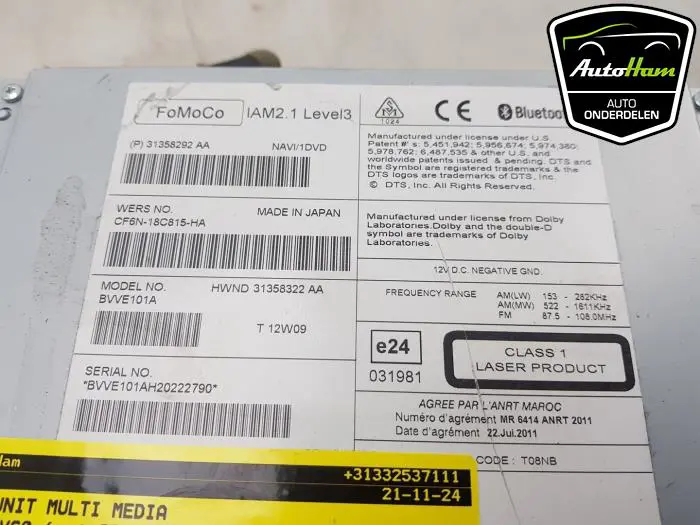 AutoHam
AUTO
ONDERDELEN
FoMoCo IAM2.1 Level3
(P) 31358292 AA NAVI/1DVD
WERS NO. MADE IN JAPAN
CF6N-18C815-HA
MODEL NO. HWND 31358322 AA
BVVE101A
T 12W09
SERIAL NO.
*BVVE101AH20222790*
1024
CE Bluetoo
Manufactured under license under U.S.
Patent #' s : 5,451,942; 5,956,674; 5,974 380;
5,978,762; 6,487,535 & other U.S. and
worldwide patents issued & pending. DTS and
the Symbol are registered trademarks & the
DTS logos are trademarks of DTS, Inc.
© DTS, Inc. All Rights Reserved.
Manufactured under license from Dolby
Laboratories.Dolby and the double-D
symbol are trademarks of Dolby
Laboratories.
12V D.C. NEGATIVE GND.
FREQUENCY RANGE AM(LW) 153 - 282KHz
AM(MW) 522 - 1611KHz
FM 87.5 - 108.0MHz
e24
031981
CLASS 1
LASER PRODUCT
AGREE PAR L'ANRT MAROC
Numéro d'agrément MR 6414 ANRT 2011
Date d'agrément 22.Jul.2011
CODE : T08NB
Ham +31332537111
21-11-24
UNIT MULTI MEDIA